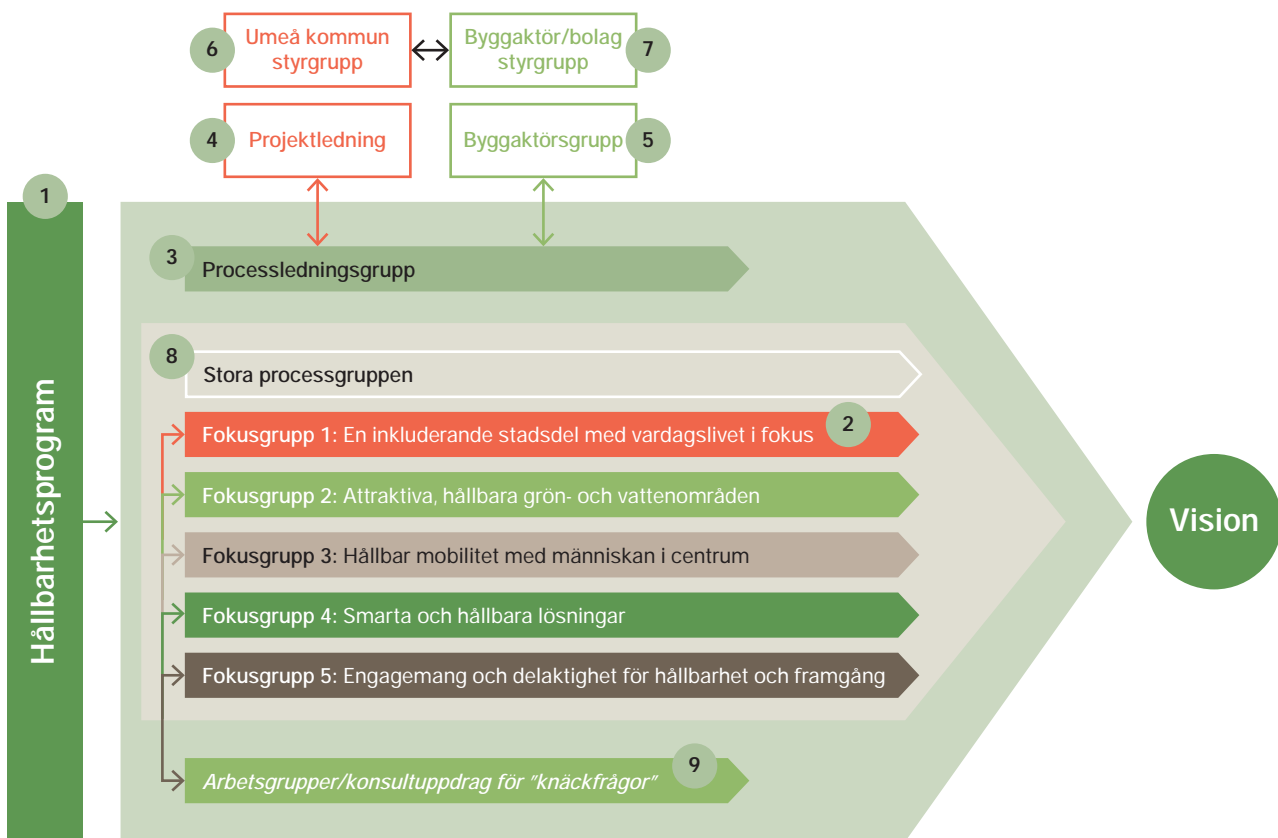 6
Umeå kommun
styrgrupp
Byggaktör/bolag
styrgrupp
7
4
Projektledning
Byggaktörsgrupp
5
1
Hållbarhetsprogram
3
Processledningsgrupp
8
Stora processgruppen
Fokusgrupp 1: En inkluderande stadsdel med vardagslivet i fokus
2
Fokusgrupp 2: Attraktiva, hållbara grön- och vattenområden
Fokusgrupp 3: Hållbar mobilitet med människan i centrum
Fokusgrupp 4: Smarta och hållbara lösningar
Fokusgrupp 5: Engagemang och delaktighet för hållbarhet och framgång
Arbetsgrupper/konsultuppdrag för ”knäckfrågor”
9
Vision